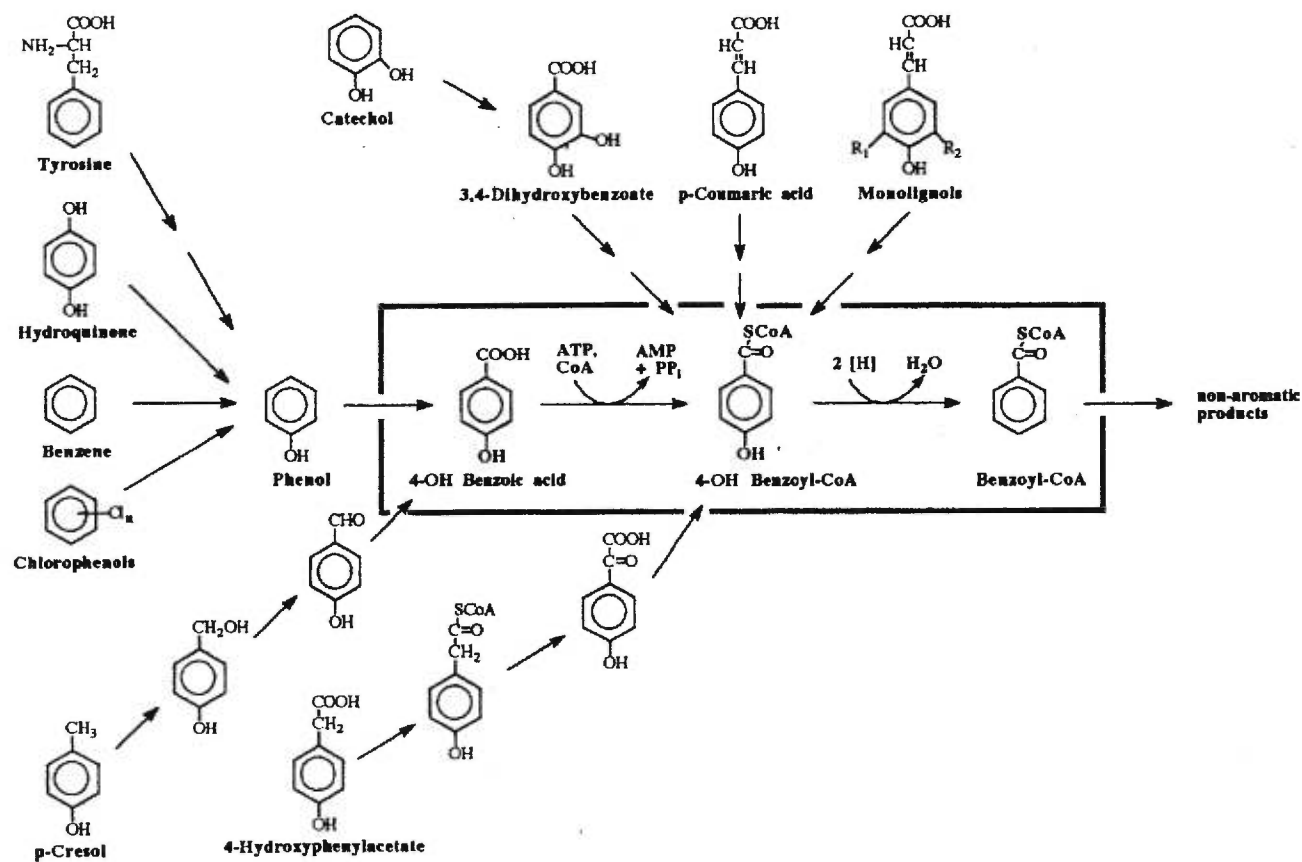 COOH
NH2–CH
CH2
Tyrosine
OH
OH
Catechol
COOH
OH
OH
3,4-Dihydroxybenzoate
COOH
HC
CH
OH
p-Coumaric acid
COOH
HC
CH
R1
R2
OH
Monolignols
OH
OH
Hydroquinone
Benzene
Cln
Chlorophenols
OH
Phenol
COOH
OH
4-OH Benzoic acid
ATP,
CoA
AMP
+ PPi
SCoA
C=O
OH
4-OH Benzoyl-CoA
2 [H]
H2O
SCoA
C=O
Benzoyl-CoA
non-aromatic
products
CHO
OH
CH2OH
OH
CH3
OH
p-Cresol
COOH
CH2
OH
4-Hydroxyphenylacetate
SCoA
C=O
CH2
OH
COOH
C=O
OH